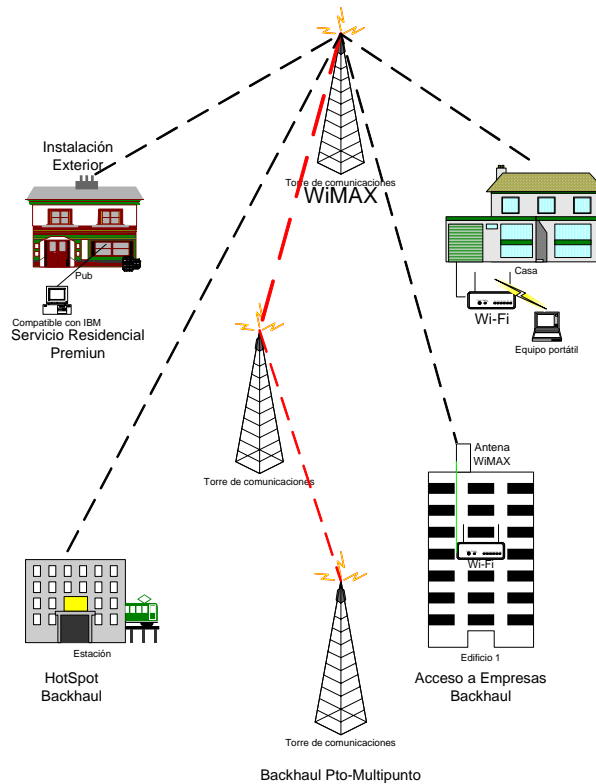 Instalación
Exterior
Torre de comunicaciones
WiMAX
Pub
Casa
Compatible con IBM
Servicio Residencial
Premiun
Wi-Fi
Equipo portátil
Torre de comunicaciones
Antena
WiMAX
Wi-Fi
Estación
HotSpot
Backhaul
Edificio 1
Acceso a Empresas
Backhaul
Torre de comunicaciones
Backhaul Pto-Multipunto